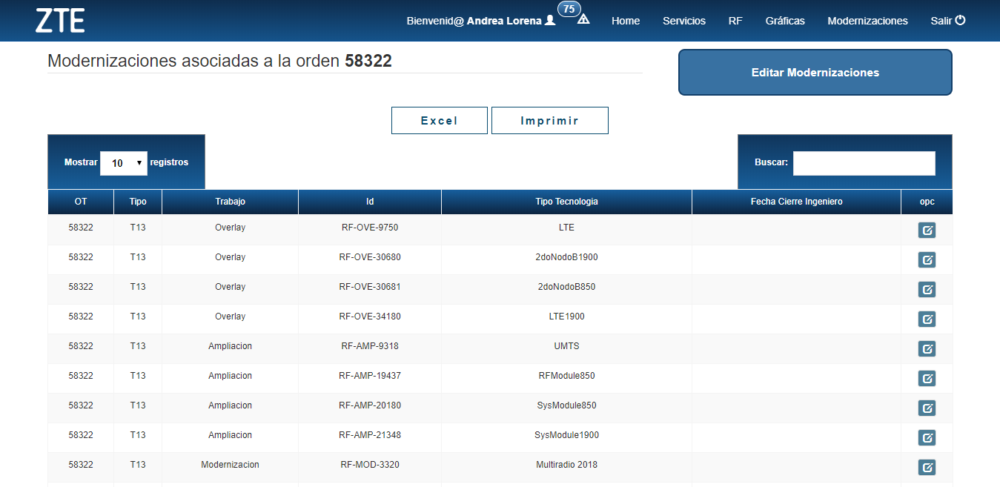 ZTE Bienvenid@ Andrea Lorena 75 Home Servicios RF Gráficas Modernizaciones Salir
Modernizaciones asociadas a la orden 58322
Editar Modernizaciones
Excel Imprimir
Mostrar 10 registros Buscar:
OT Tipo Trabajo Id Tipo Tecnologia Fecha Cierre Ingeniero opc
58322 T13 Overlay RF-OVE-9750 LTE
58322 T13 Overlay RF-OVE-30680 2doNodoB1900
58322 T13 Overlay RF-OVE-30681 2doNodoB850
58322 T13 Overlay RF-OVE-34180 LTE1900
58322 T13 Ampliacion RF-AMP-9318 UMTS
58322 T13 Ampliacion RF-AMP-19437 RFModule850
58322 T13 Ampliacion RF-AMP-20180 SysModule850
58322 T13 Ampliacion RF-AMP-21348 SysModule1900
58322 T13 Modernizacion RF-MOD-3320 Multiradio 2018